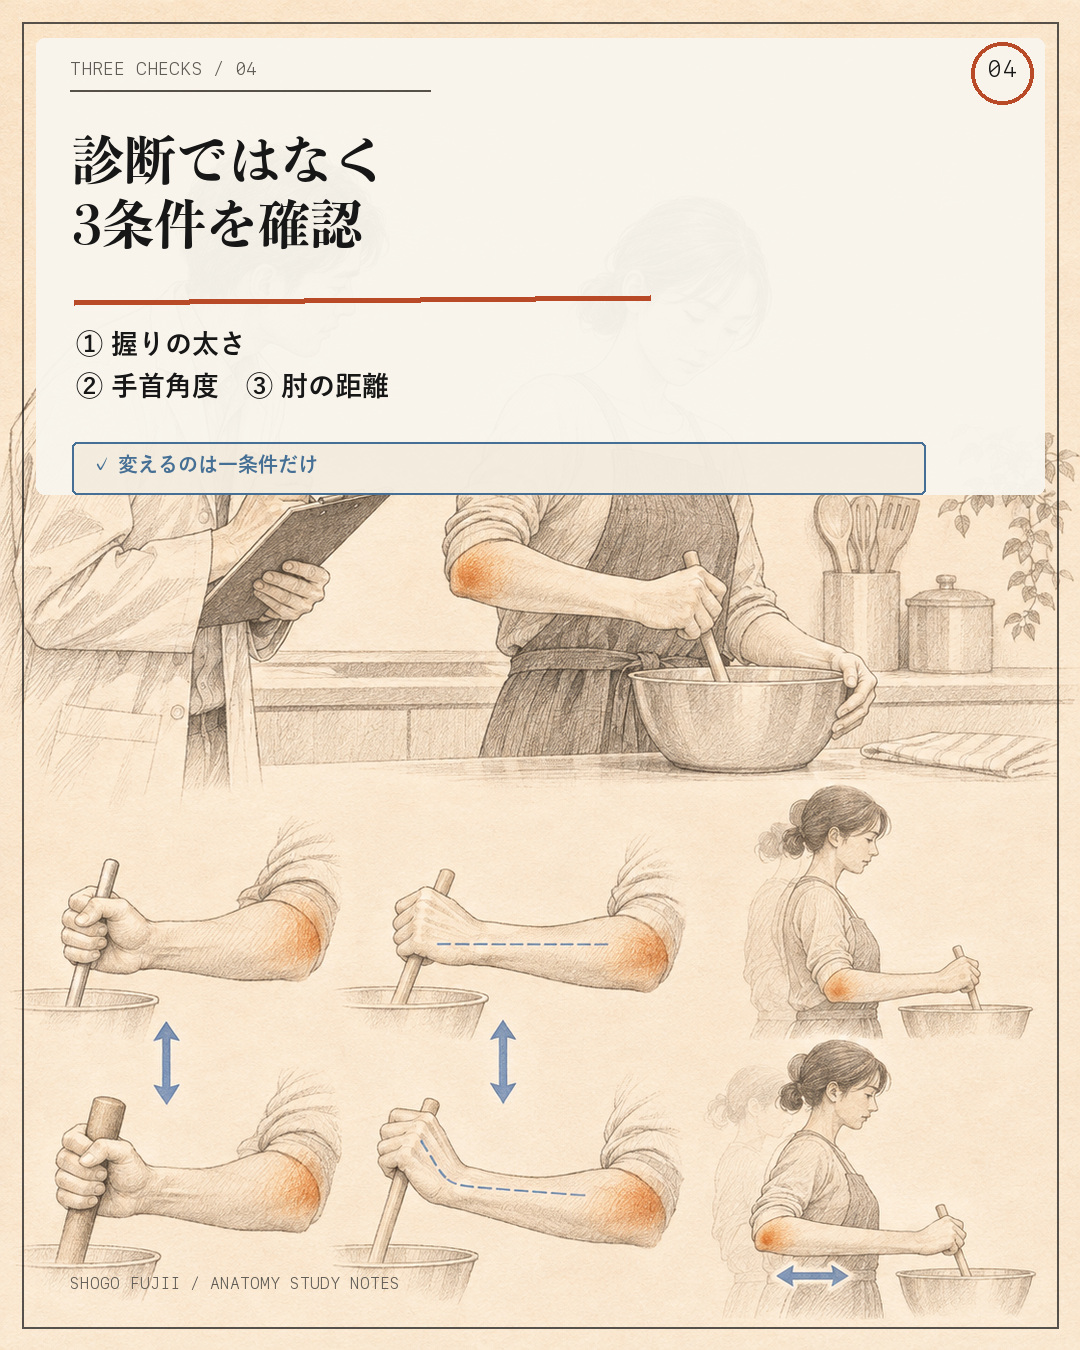 THREE CHECKS / 04
04
診断ではなく
3条件を確認
① 握りの太さ
② 手首角度　③ 肘の距離
✓ 変えるのは一条件だけ
SHOGO FUJII / ANATOMY STUDY NOTES